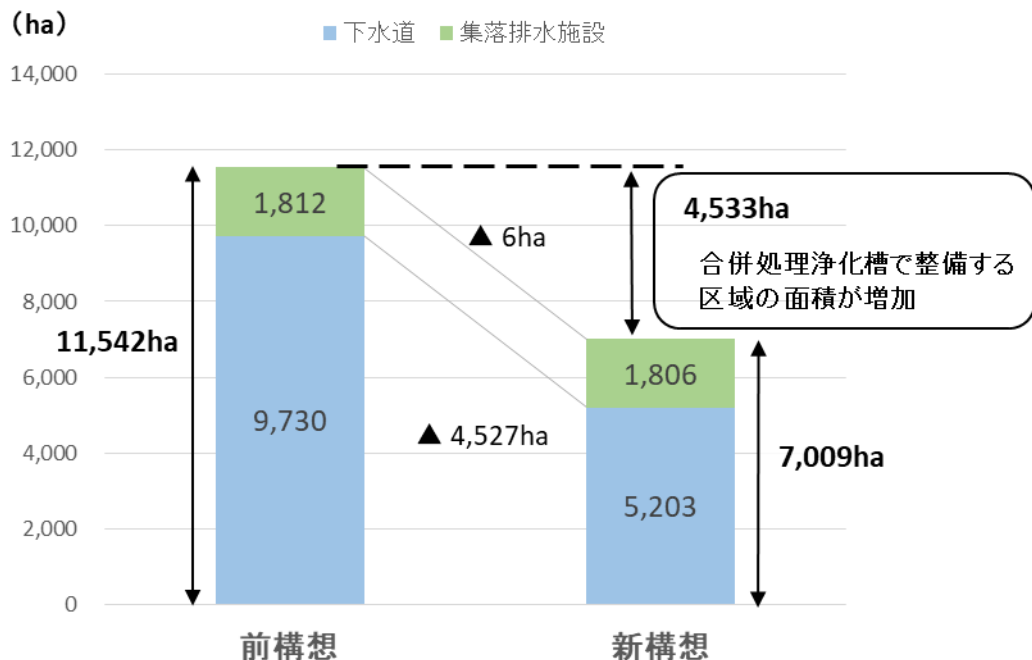 （ha）
■ 下水道 ■ 集落排水施設
14,000
12,000
10,000
8,000
6,000
4,000
2,000
0
1,812
9,730
11,542ha
▲ 6ha
▲ 4,527ha
4,533ha
合併処理浄化槽で整備する
区域の面積が増加
1,806
5,203
7,009ha
前構想
新構想